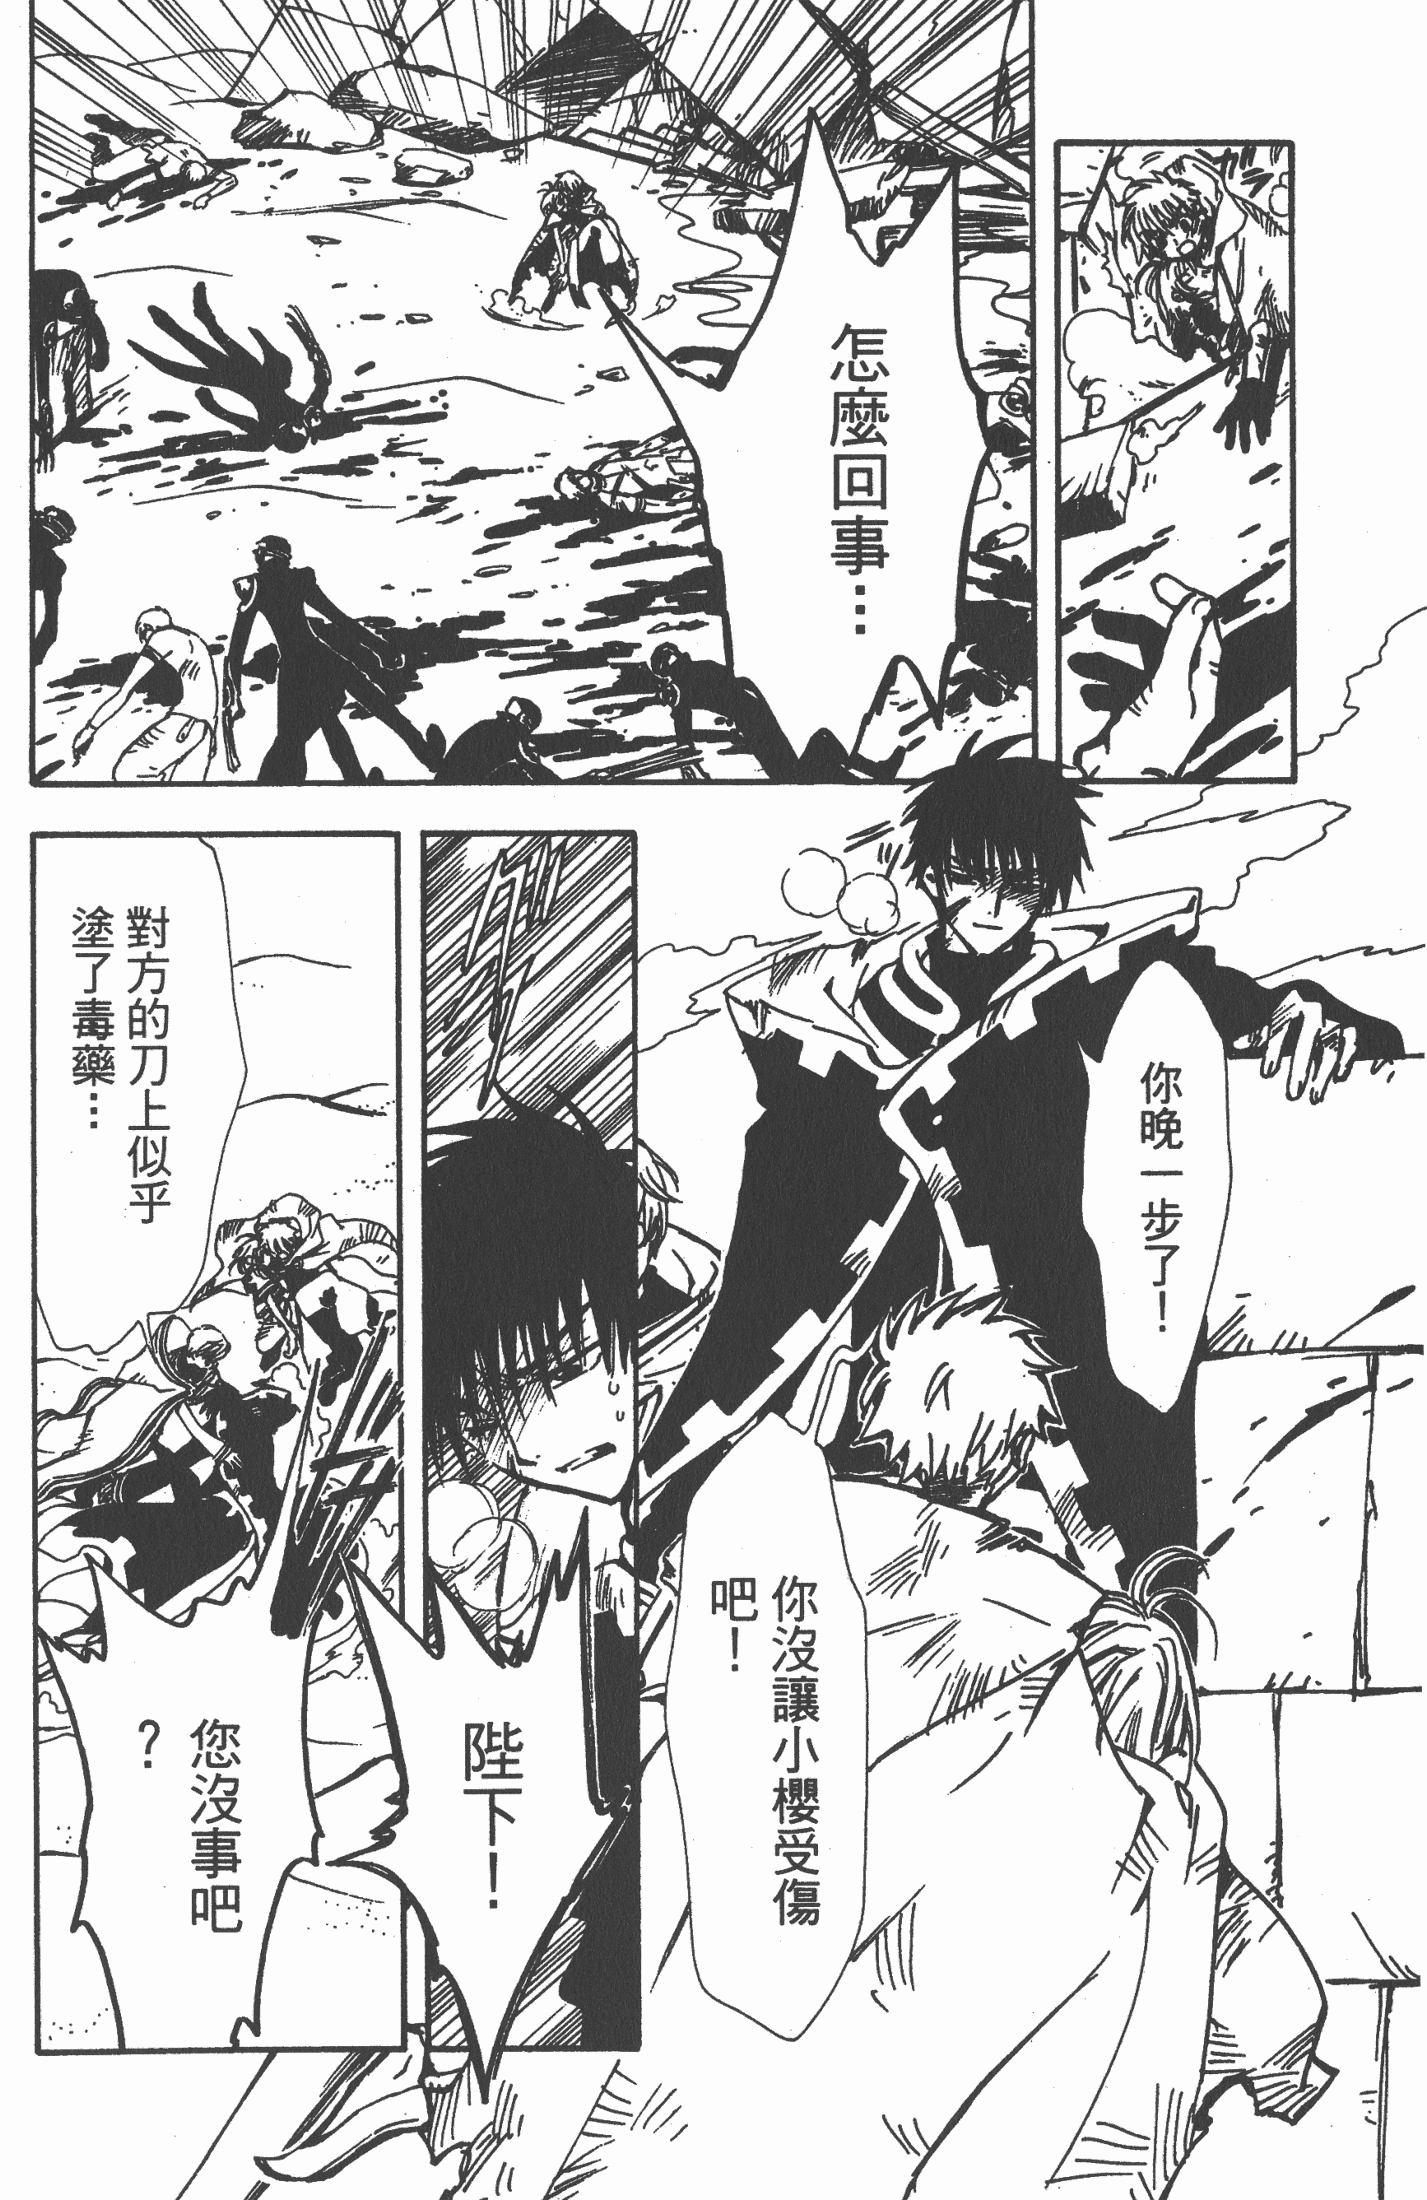 怎麼回事…
你晚一步了！
你沒讓小櫻受傷
吧！
陛下！
對方的刀上似乎
塗了毒藥…
您沒事吧
？